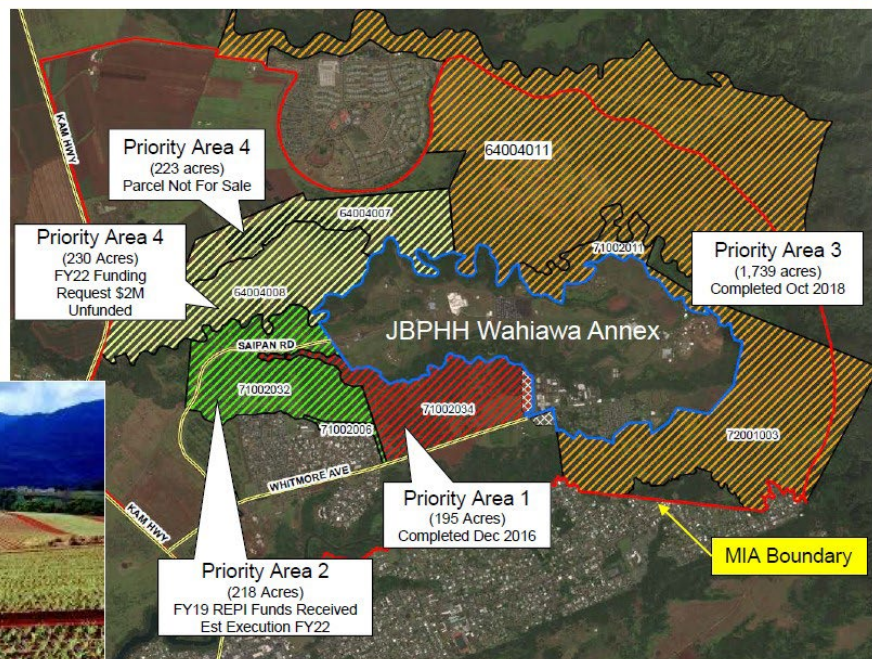 KAM HWY
Priority Area 4
(223 acres)
Parcel Not For Sale
64004011
64004007
Priority Area 4
(230 Acres)
FY22 Funding
Request $2M
Unfunded
71002011
Priority Area 3
(1,739 acres)
Completed Oct 2018
64004008
JBPHH Wahiawa Annex
SAIPAN RD
71002032
71002034
71002006
72001003
WHITMORE AVE
Priority Area 1
(195 Acres)
Completed Dec 2016
KAM HWY
MIA Boundary
Priority Area 2
(218 Acres)
FY19 REPI Funds Received
Est Execution FY22